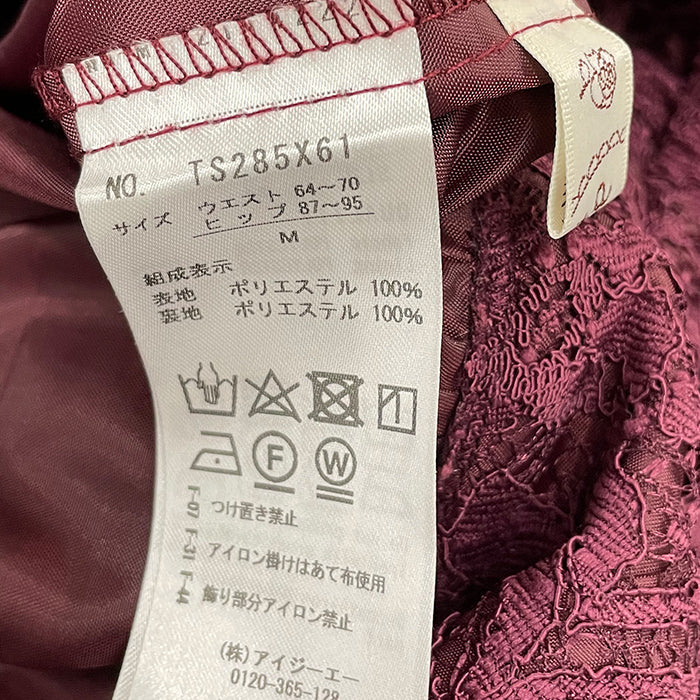 NO. TS285X61
サイズ ウエスト 64〜70
ヒップ 87〜95
M
組成表示
表地 ポリエステル 100%
裏地 ポリエステル 100%
F W
F-01 つけ置き禁止
F-31 アイロン掛けはあて布使用
F-44 飾り部分アイロン禁止
(株)アイジーエー
0120-365-128